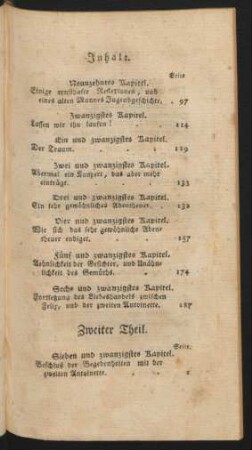 Inhalt.
Seite
Neunzehntes Kapitel.
Einige ernsthafte Reflexionen, und
eines alten Mannes Jugendgeschichte. 97
Zwanzigstes Kapitel.
Lassen wir ihn laufen! 114
Ein und zwanzigstes Kapitel.
Der Traum. 119
Zwei und zwanzigstes Kapitel.
Abermal ein Konzert, das aber mehr
einträgt. 133
Drei und zwanzigstes Kapitel.
Ein sehr gewöhnliches Abentheuer.
Vier und zwanzigstes Kapitel.
Wie sich das sehr gewöhnliche Aben-
theuer endiget. 157
Fünf und zwanzigstes Kapitel.
Aehnlichkeit der Gesichter, und Unähn-
lichkeit des Gemüths. 174
Sechs und zwanzigstes Kapitel.
Fortsetzung des Liebeshandels zwischen
und der zweiten Antoinette. 187
Zweiter Theil.
Seite.
Sieben und zwanzigstes Kapitel.
Beschluß der Begebenheiten mit der
zweiten Antoinette. 1